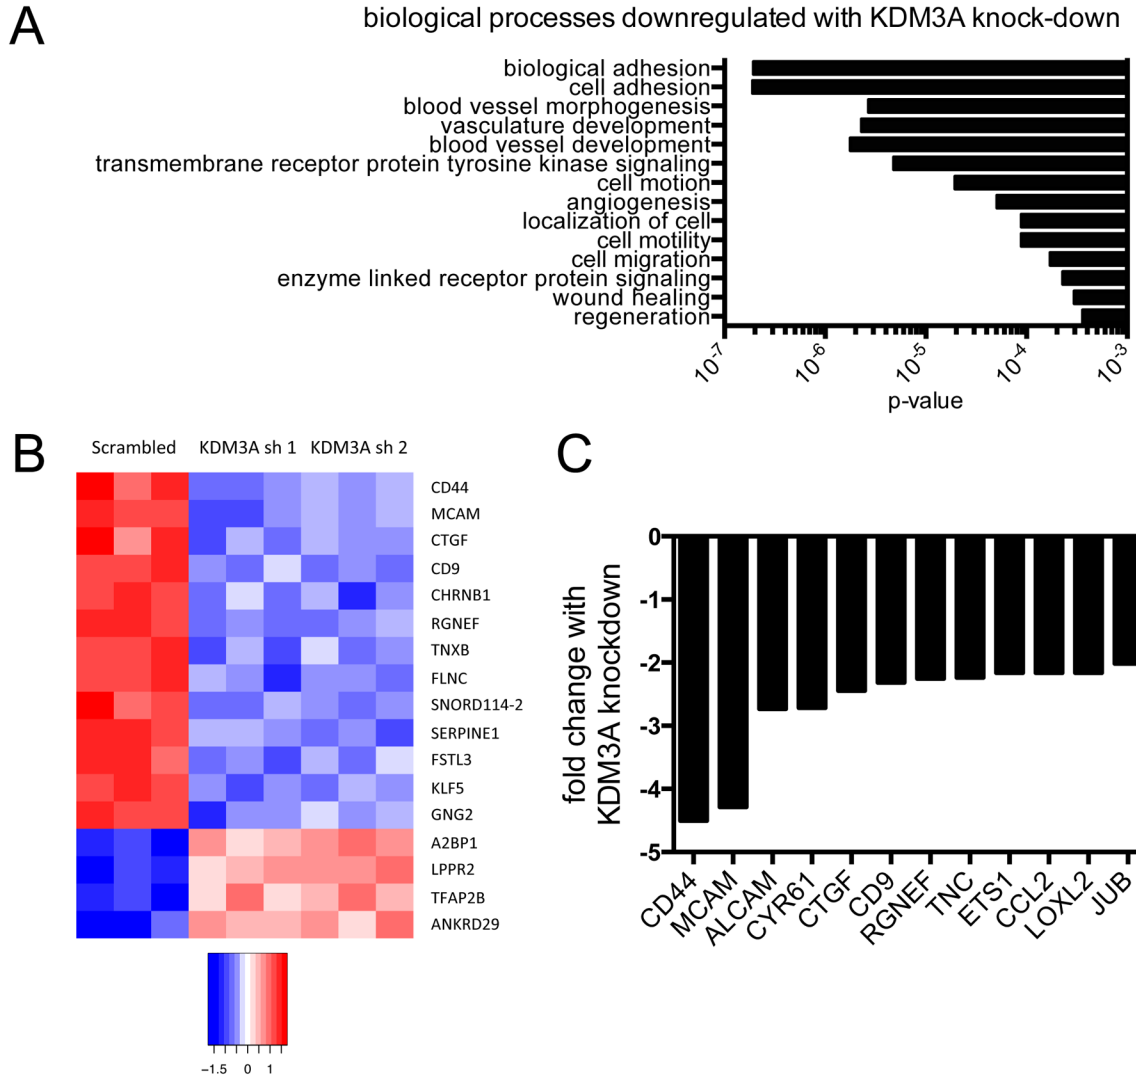 A
biological processes downregulated with KDM3A knock-down
biological adhesion
cell adhesion
blood vessel morphogenesis
vasculature development
blood vessel development
transmembrane receptor protein tyrosine kinase signaling
cell motion
angiogenesis
localization of cell
cell motility
cell migration
enzyme linked receptor protein signaling
wound healing
regeneration
10-7 10-6 10-5 10-4 10-3
p-value
B
Scrambled KDM3A sh 1 KDM3A sh 2
CD44
MCAM
CTGF
CD9
CHRNB1
RGNEF
TNXB
FLNC
SNORD114-2
SERPINE1
FSTL3
KLF5
GNG2
A2BP1
LPPR2
TFAP2B
ANKRD29
−1.5 0 1
C
fold change with
KDM3A knockdown
0
-1
-2
-3
-4
-5
CD44 MCAM ALCAM CYR61 CTGF CD9 RGNEF TNC ETS1 CCL2 LOXL2 JUB